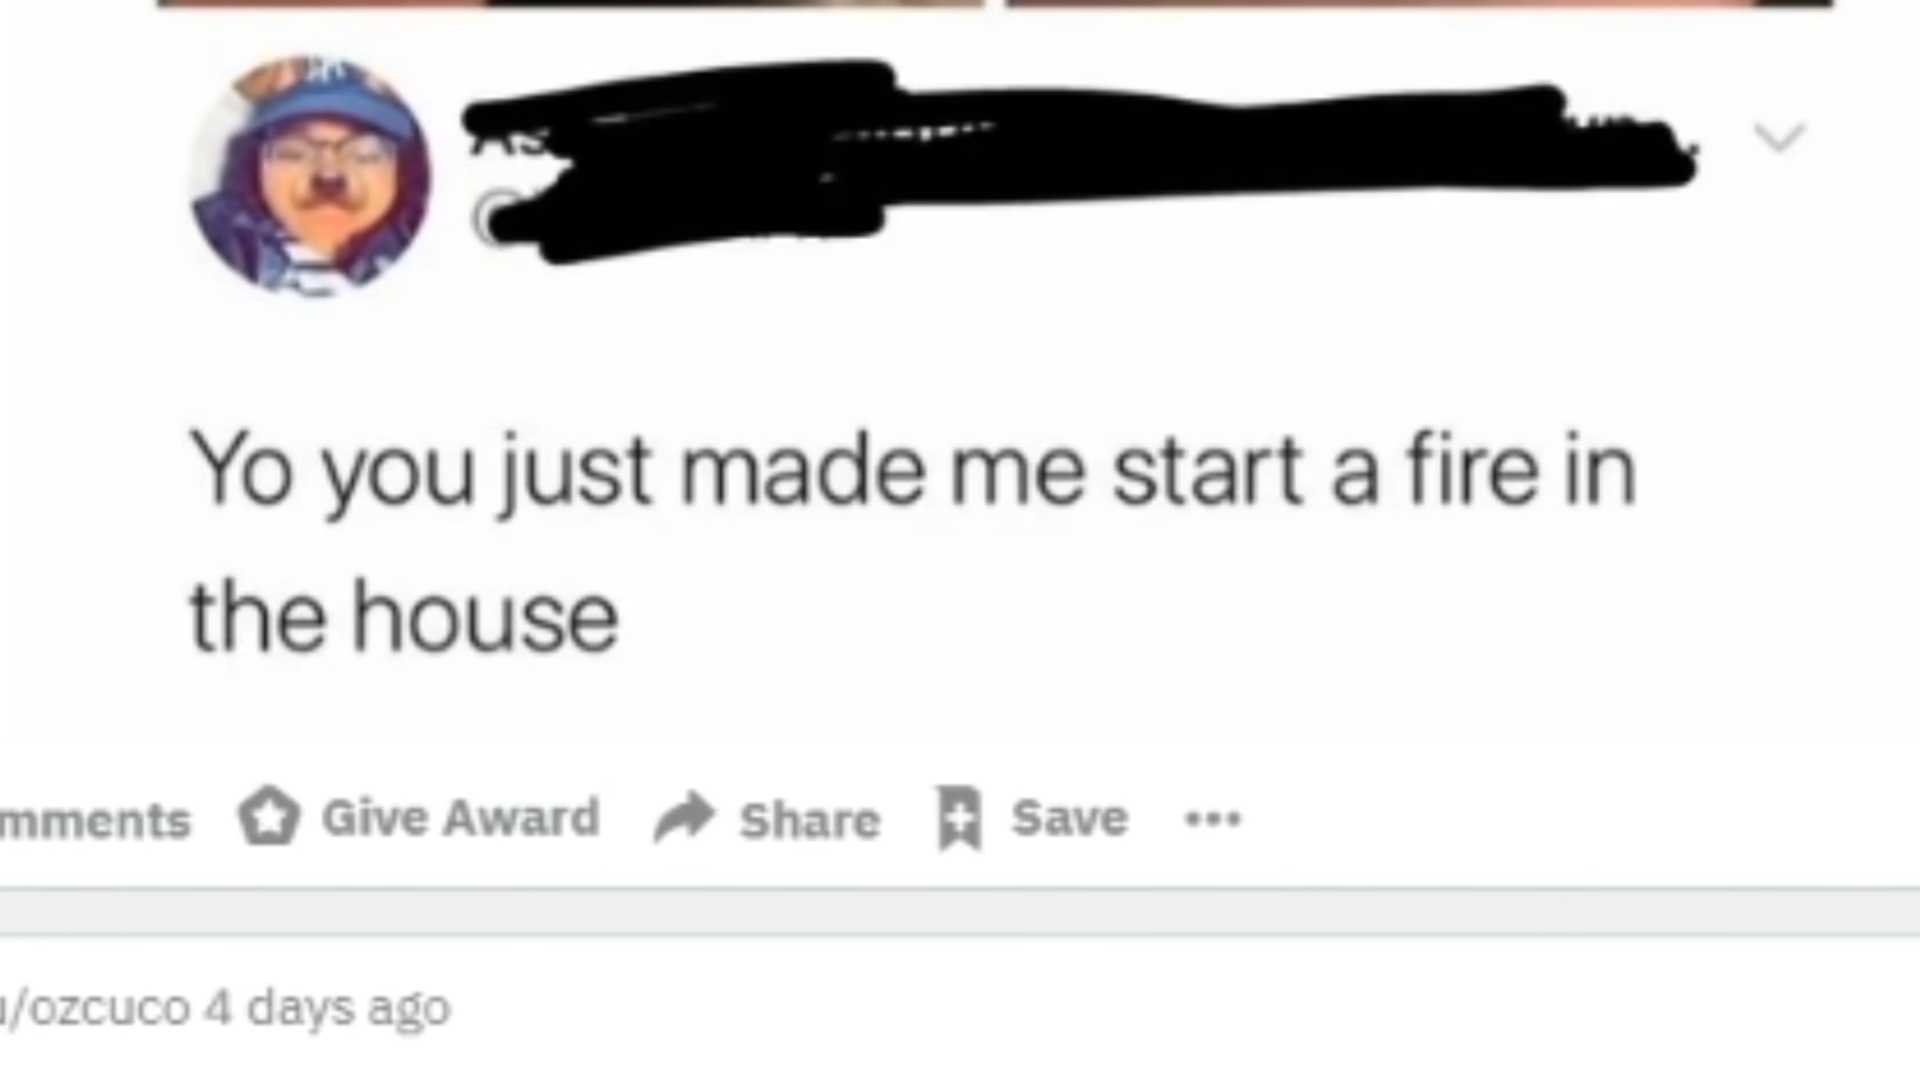 Yo you just made me start a fire in
the house
mments Give Award Share Save
u/ozcuco 4 days ago